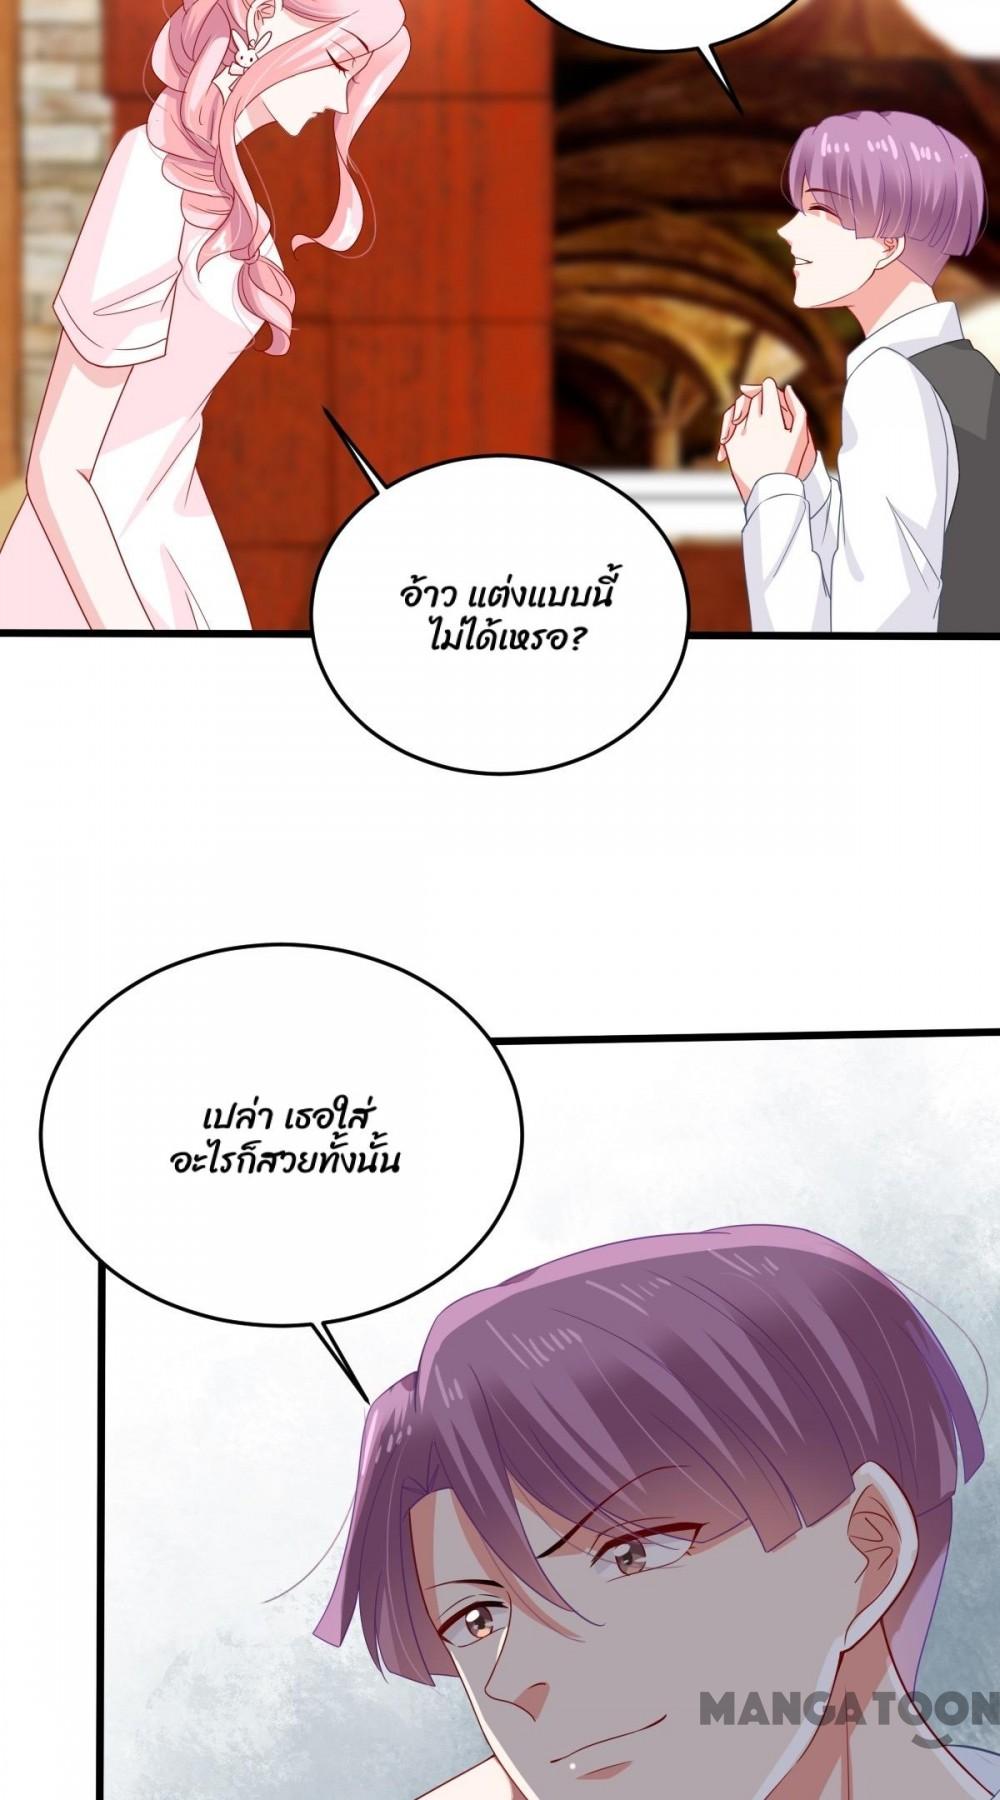 อ้าว แต่งแบบนี้
ไม่ได้เหรอ?
เปล่า เธอใส่
อะไรก็สวยทั้งนั้น
MANGATOON